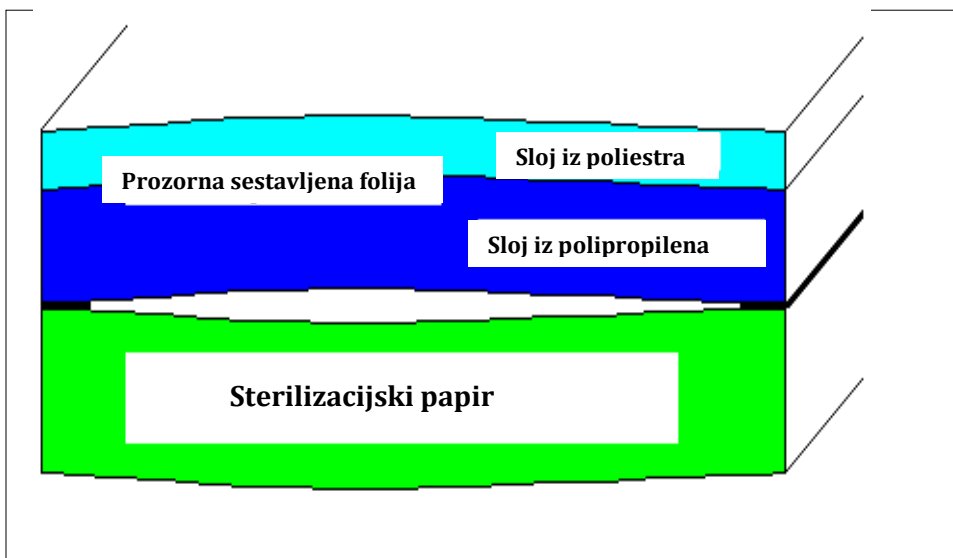 Sloj iz poliestra
Prozorna sestavljena folija
Sloj iz polipropilena
Sterilizacijski papir